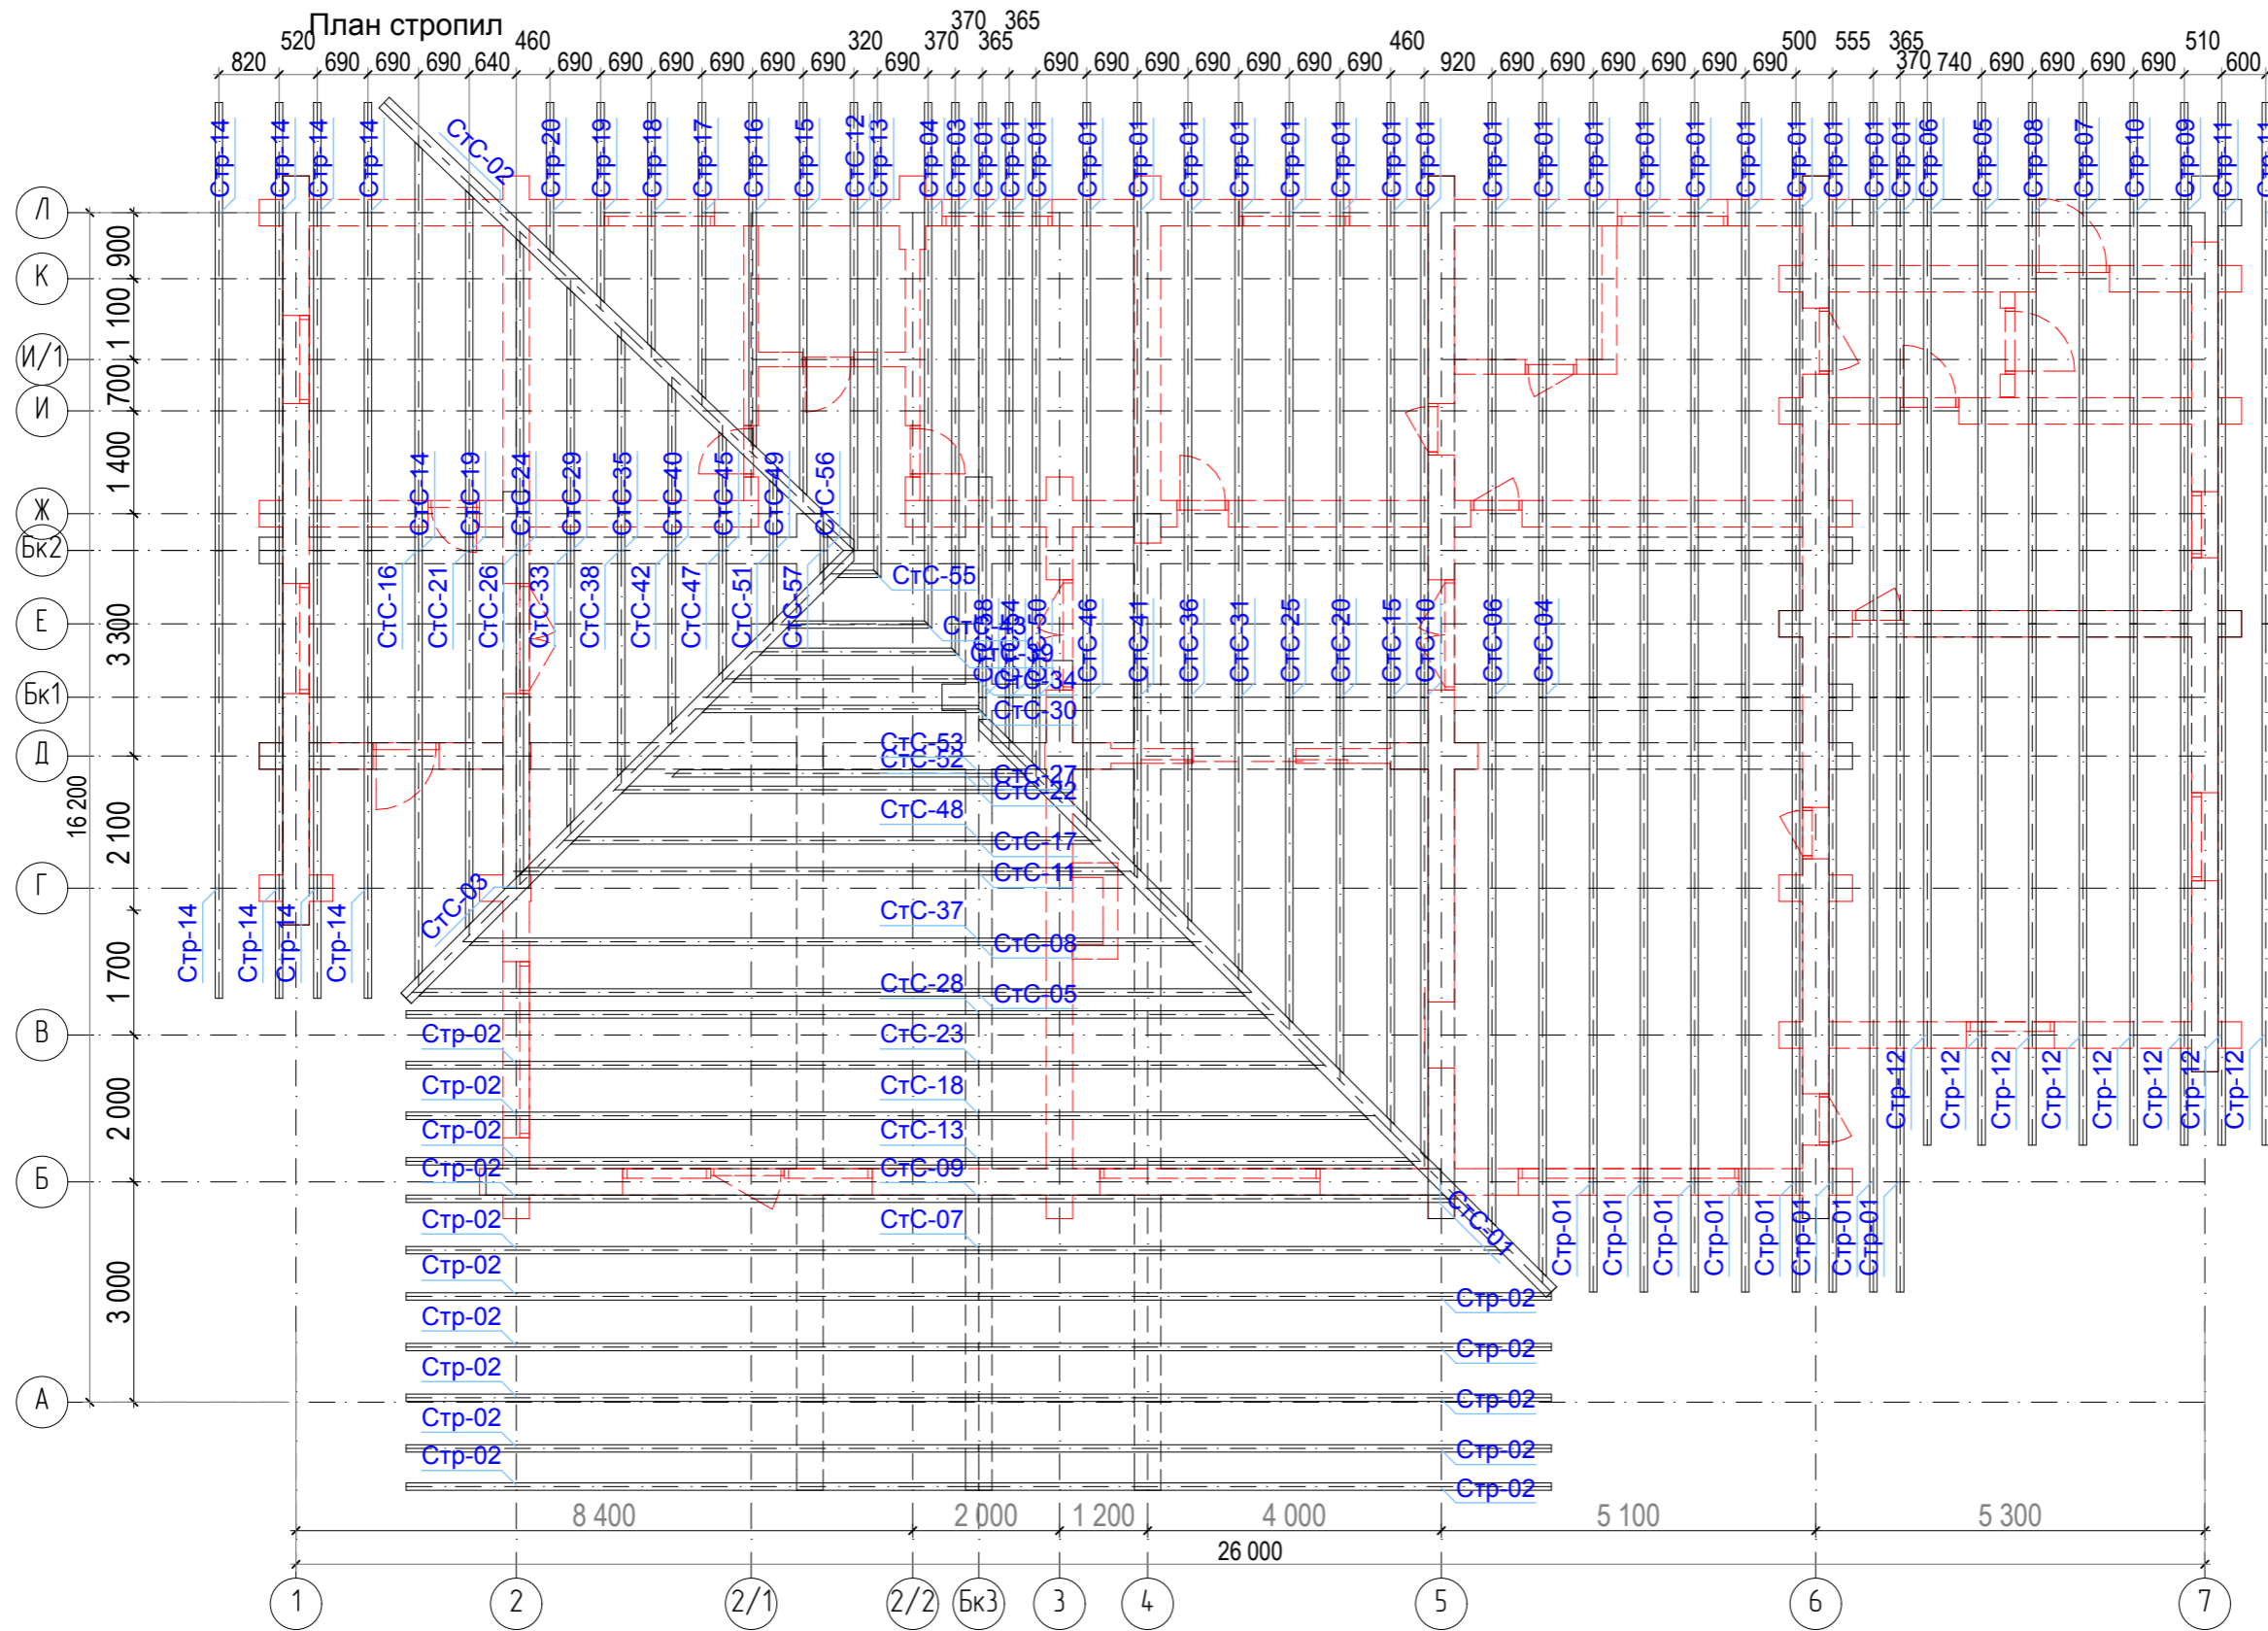 План стропил
370 365
520 460 320 370 365 460 500 555 365 510
820 690 690 690 640 690 690 690 690 690 690 690 690 690 690 690 690 690 690 920 690 690 690 690 690 690 370 740 690 690 690 690 600
Стр-14 Стр-14 Стр-14 Стр-14 СтС-02 Стр-20 Стр-19 Стр-18 Стр-17 Стр-16 Стр-15 СтС-12 Стр-13 Стр-04 Стр-03 Стр-01 Стр-01 Стр-01 Стр-01 Стр-01 Стр-01 Стр-01 Стр-01 Стр-01 Стр-01 Стр-01 Стр-01 Стр-01 Стр-01 Стр-01 Стр-01 Стр-01 Стр-01 Стр-01 Стр-01 Стр-01 Стр-06 Стр-05 Стр-08 Стр-07 Стр-10 Стр-09 Стр-11
Л
900
К
1 100
И/1
700
И
1 400
Ж
Бк2
3 300
Е
Бк1
Д
16 200
2 100
Г
1 700
В
2 000
Б
3 000
А
СтС-14 СтС-19 СтС-24 СтС-29 СтС-35 СтС-40 СтС-45 СтС-49 СтС-56
СтС-16 СтС-21 СтС-26 СтС-33 СтС-38 СтС-42 СтС-47 СтС-51 СтС-57
СтС-55
СтС-46 СтС-41 СтС-36 СтС-31 СтС-25 СтС-20 СтС-15 СтС-10 СтС-06 СтС-04
СтС-34
СтС-30
СтС-53
СтС-52
СтС-27
СтС-22
СтС-48
СтС-17
СтС-11
СтС-03
СтС-37
СтС-08
СтС-28
СтС-05
Стр-14 Стр-14 Стр-14 Стр-14
Стр-02 СтС-23
Стр-02 СтС-18
Стр-02 СтС-13
Стр-02 СтС-09
Стр-02 СтС-07
СтС-01
Стр-12 Стр-12 Стр-12 Стр-12 Стр-12 Стр-12 Стр-12
Стр-01 Стр-01 Стр-01 Стр-01 Стр-01 Стр-01 Стр-01 Стр-01
Стр-02
Стр-02
Стр-02
Стр-02
Стр-02
Стр-02
Стр-02
Стр-02
Стр-02
Стр-02
8 400 2 000 1 200 4 000 5 100 5 300
26 000
1 2 2/1 2/2 Бк3 3 4 5 6 7